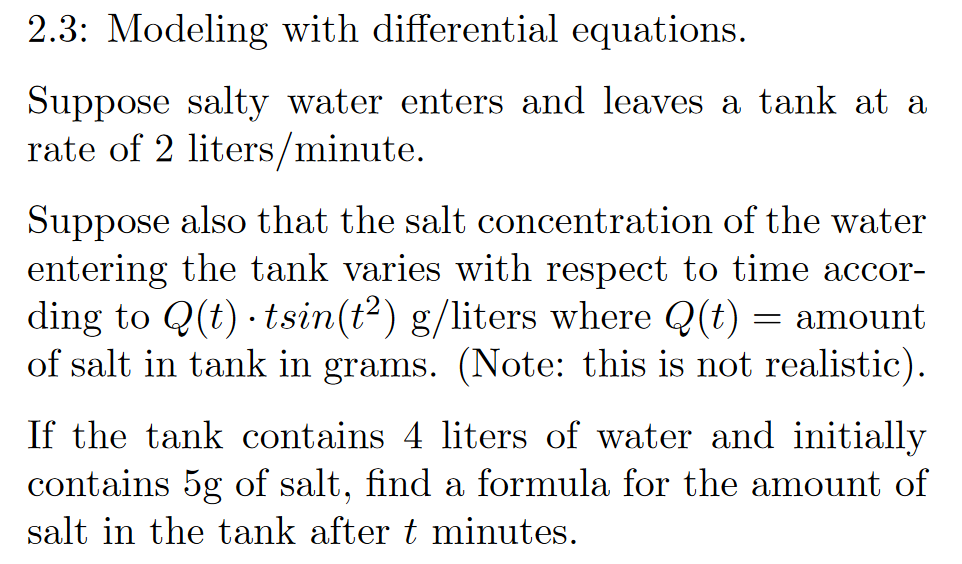 2.3: Modeling with differential equations.
Suppose salty water enters and leaves a tank at a
rate of 2 liters/minute.
Suppose also that the salt concentration of the water
entering the tank varies with respect to time accor-
ding to Q(t) · tsin(t²) g/liters where Q(t) = amount
of salt in tank in grams. (Note: this is not realistic).
If the tank contains 4 liters of water and initially
contains 5g of salt, find a formula for the amount of
salt in the tank after t minutes.